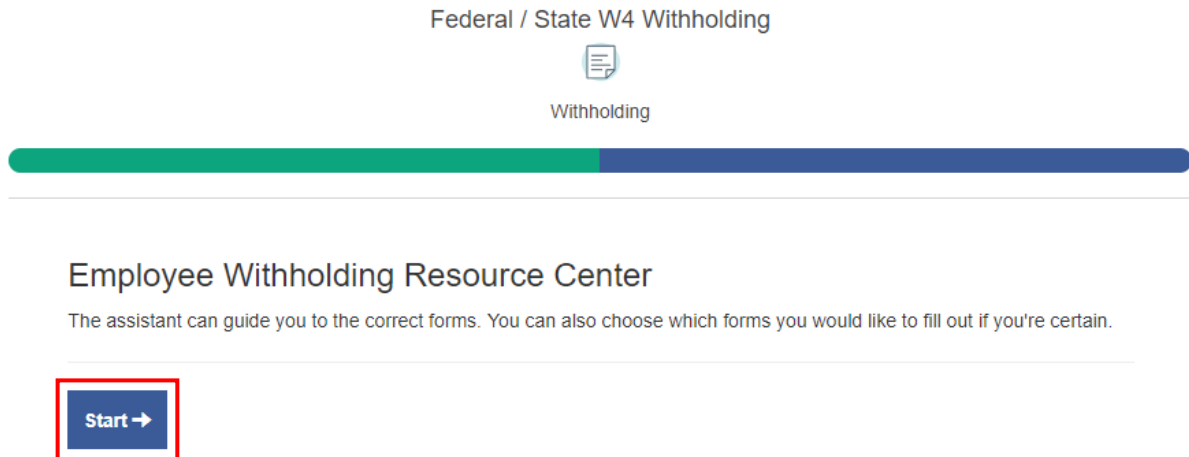 Federal / State W4 Withholding
Withholding
Employee Withholding Resource Center
The assistant can guide you to the correct forms. You can also choose which forms you would like to fill out if you're certain.
Start →